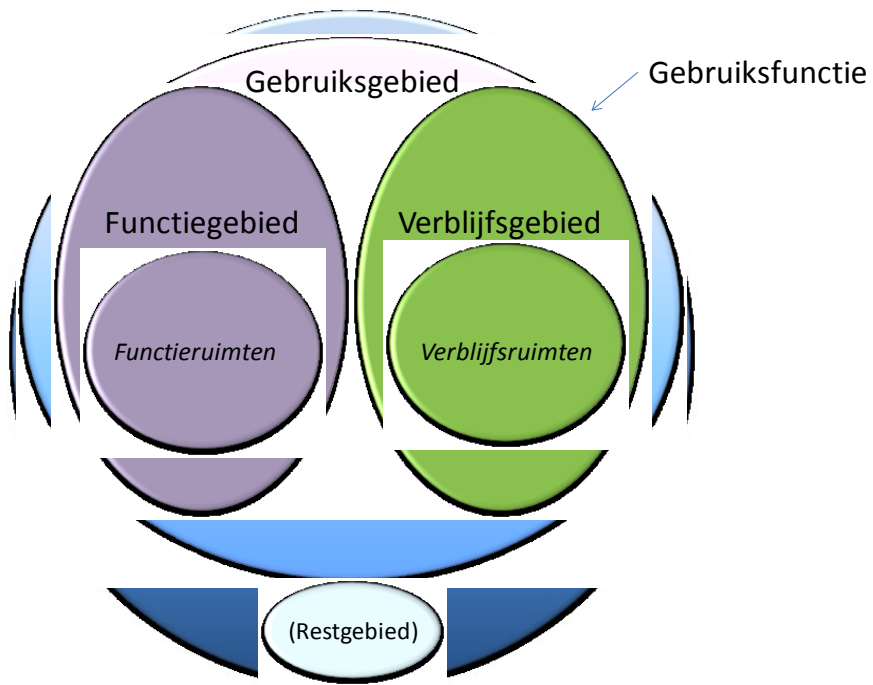 Gebruiksfunctie
Gebruiksgebied
Functiegebied
Verblijfsgebied
Functieruimten
Verblijfsruimten
(Restgebied)